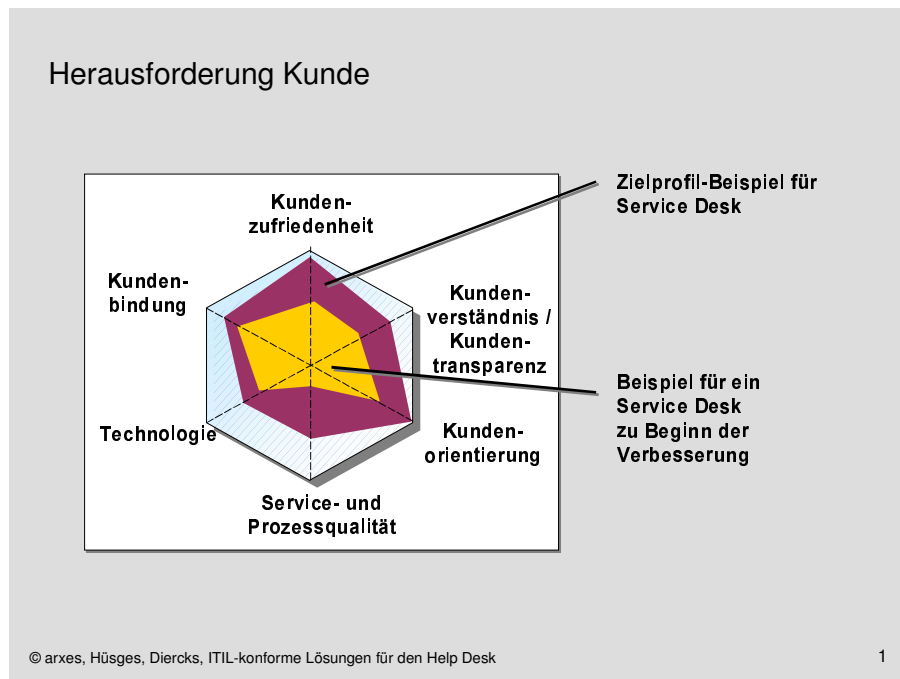 Herausforderung Kunde
Kunden-
zufriedenheit
Kunden-
bindung
Kunden-
verständnis /
Kunden-
transparenz
Technologie
Kunden-
orientierung
Service- und
Prozessqualität
Zielprofil-Beispiel für
Service Desk
Beispiel für ein
Service Desk
zu Beginn der
Verbesserung
© arxes, Hüsges, Diercks, ITIL-konforme Lösungen für den Help Desk
1